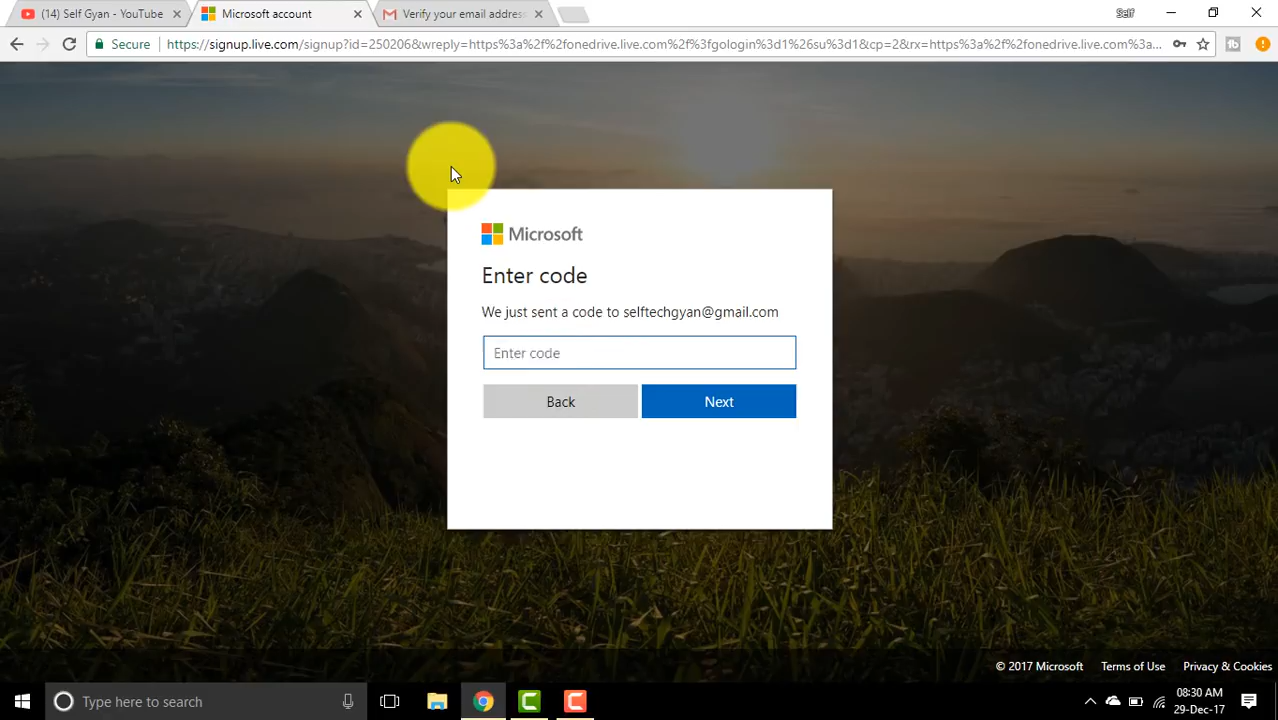 (14) Self Gyan - YouTube
Microsoft account
Verify your email address
Self
Secure
https://signup.live.com/signup?id=250206&wreply=https%3a%2f%2fonedrive.live.com%2f%3fgologin%3d1%26su%3d1&cp=2&rx=https%3a%2f%2fonedrive.live.com%3a...
Microsoft
Enter code
We just sent a code to selftechgyan@gmail.com
Enter code
Back
Next
© 2017 Microsoft
Terms of Use
Privacy & Cookies
Type here to search
08:30 AM
29-Dec-17